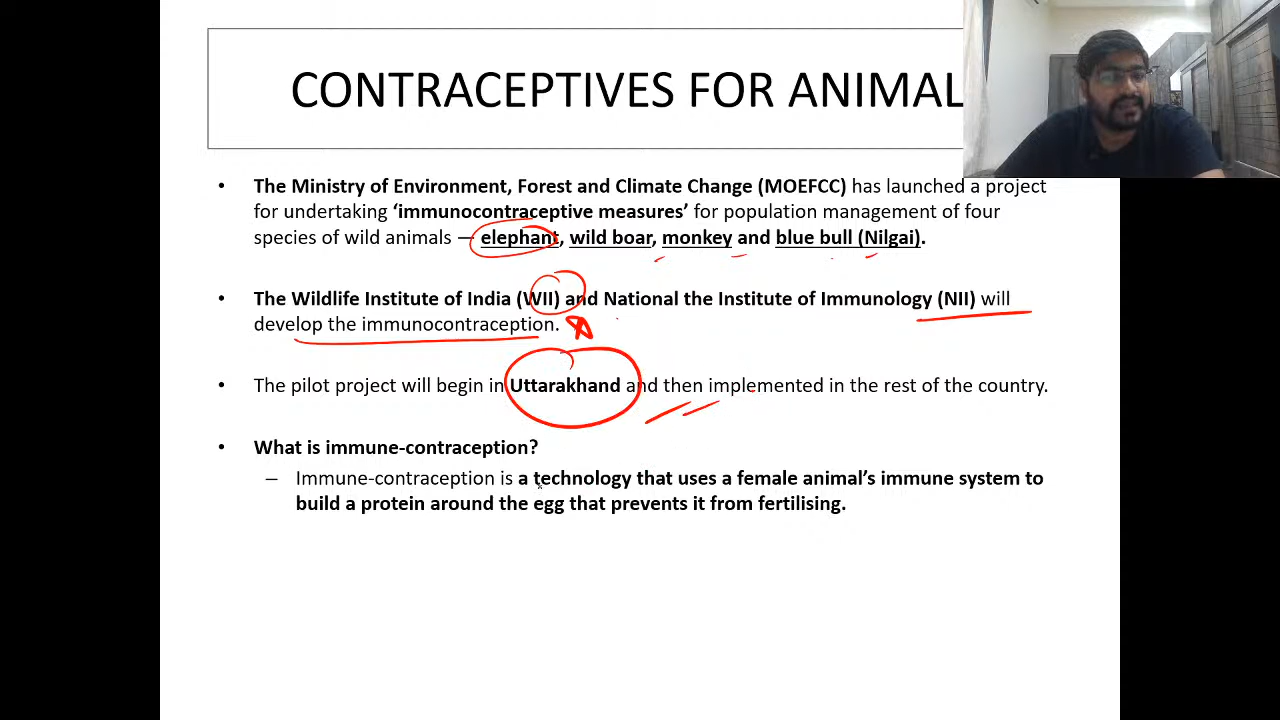 CONTRACEPTIVES FOR ANIMAL
• The Ministry of Environment, Forest and Climate Change (MOEFCC) has launched a project
for undertaking ‘immunocontraceptive measures’ for population management of four
species of wild animals — elephant, wild boar, monkey and blue bull (Nilgai).
• The Wildlife Institute of India (WII) and National the Institute of Immunology (NII) will
develop the immunocontraception.
• The pilot project will begin in Uttarakhand and then implemented in the rest of the country.
• What is immune-contraception?
– Immune-contraception is a technology that uses a female animal’s immune system to
build a protein around the egg that prevents it from fertilising.